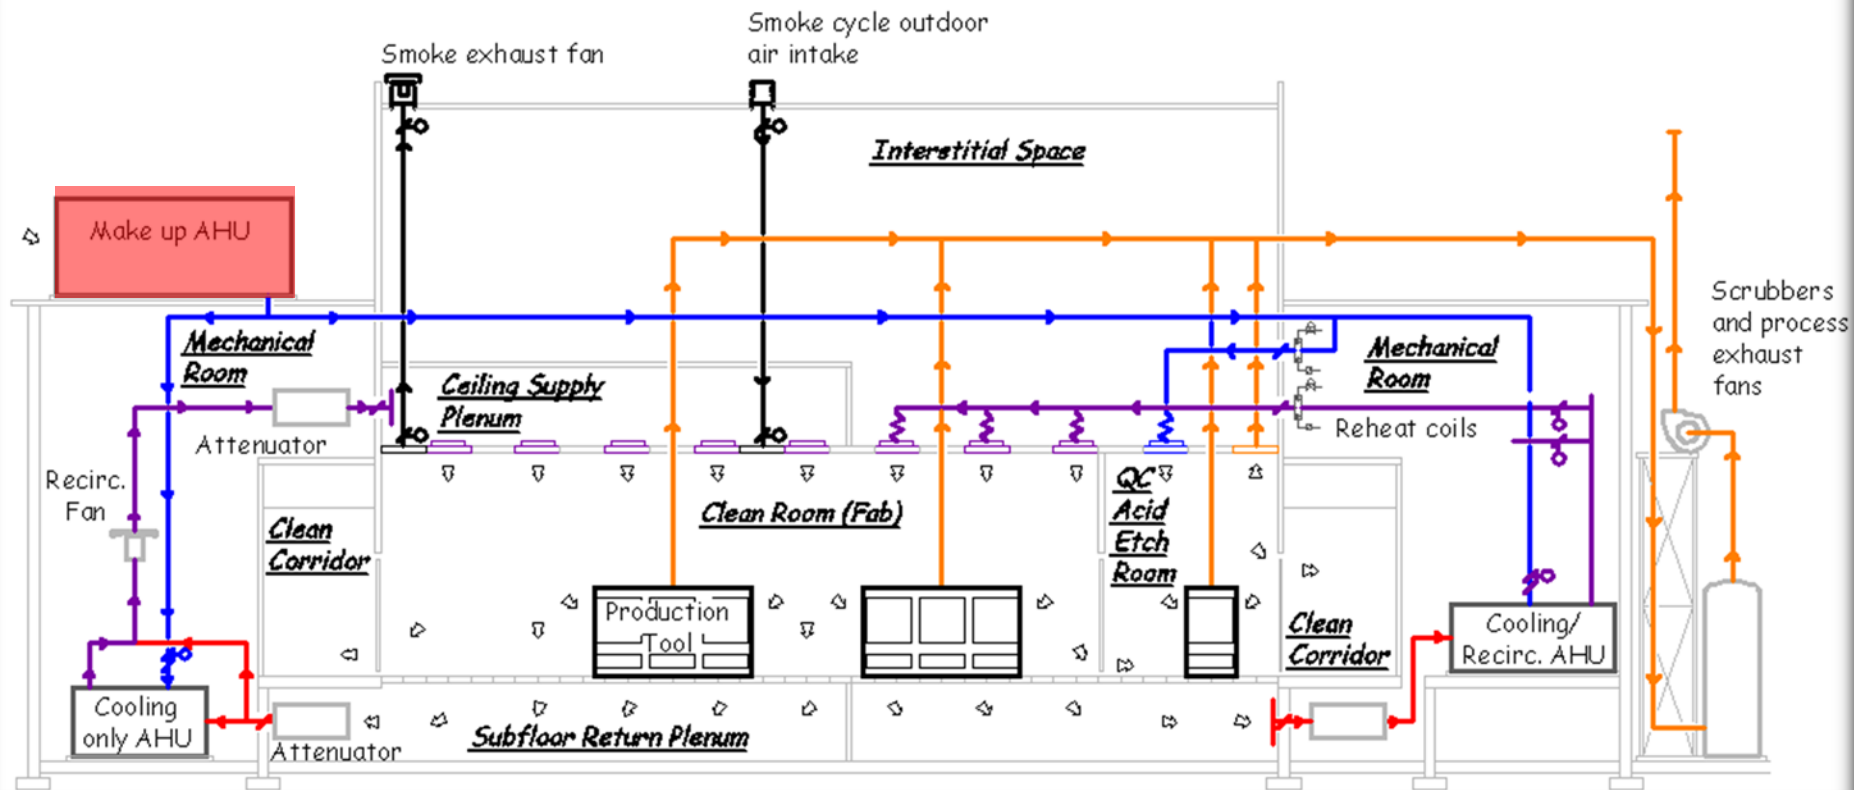 Smoke cycle outdoor
air intake
Smoke exhaust fan
Interstitial Space
Make up AHU
Scrubbers
and process
exhaust
fans
Mechanical
Room
Mechanical
Room
Ceiling Supply
Plenum
Attenuator
Reheat coils
Recirc.
Fan
Clean
Corridor
Clean Room (Fab)
QC
Acid
Etch
Room
Production
Tool
Clean
Corridor
Cooling/
Recirc. AHU
Cooling
only AHU
Attenuator
Subfloor Return Plenum